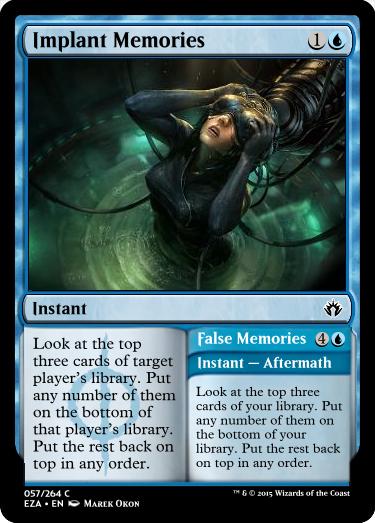 Implant Memories 1
Instant
Look at the top
three cards of target
player's library. Put
any number of them
on the bottom of
that player's library.
Put the rest back on
top in any order.
False Memories 4
Instant — Aftermath
Look at the top three
cards of your library. Put
any number of them on
the bottom of your
library. Put the rest back
on top in any order.
057/264 C
EZA • EN Marek Okon
™ & © 2015 Wizards of the Coast